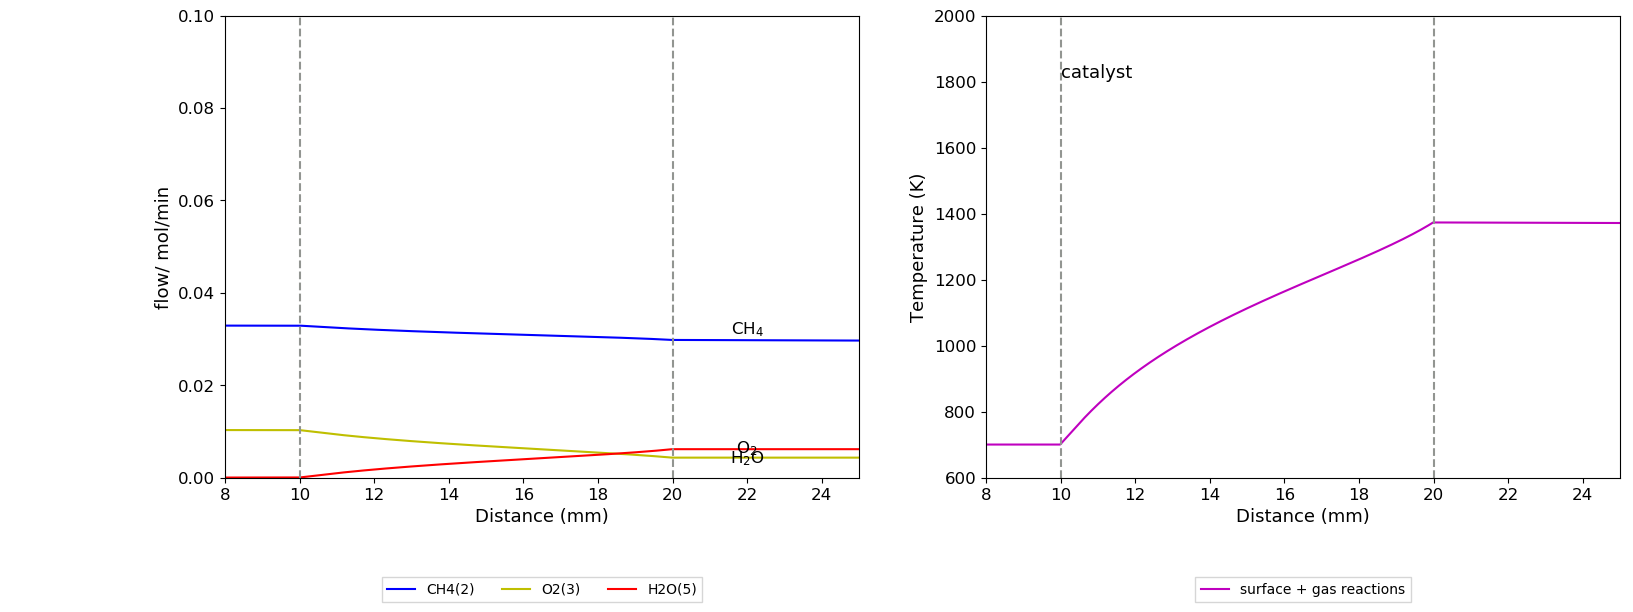 0.10
0.08
0.06
0.04
0.02
0.00
flow/ mol/min
CH₄
O₂
H₂O
8 10 12 14 16 18 20 22 24
Distance (mm)
CH4(2) O2(3) H2O(5)
2000
1800
1600
1400
1200
1000
800
600
Temperature (K)
catalyst
8 10 12 14 16 18 20 22 24
Distance (mm)
surface + gas reactions